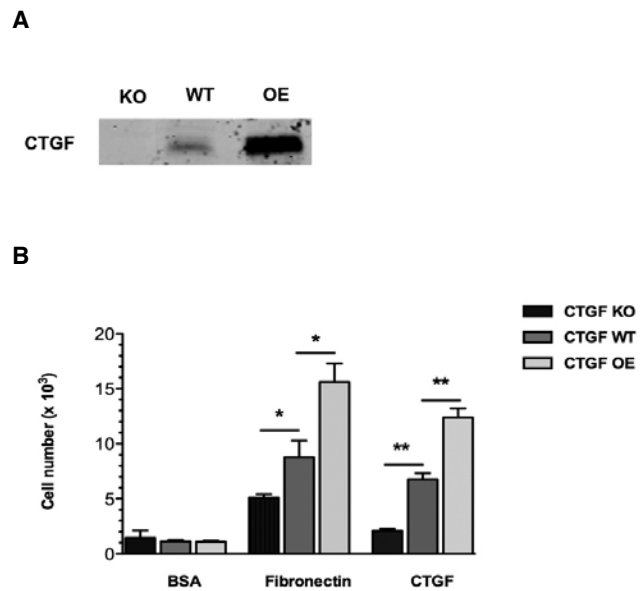 A
KO WT OE
CTGF
B
CTGF KO
CTGF WT
CTGF OE
Cell number (x 10³)
20
15
10
5
0
*
*
**
**
BSA Fibronectin CTGF